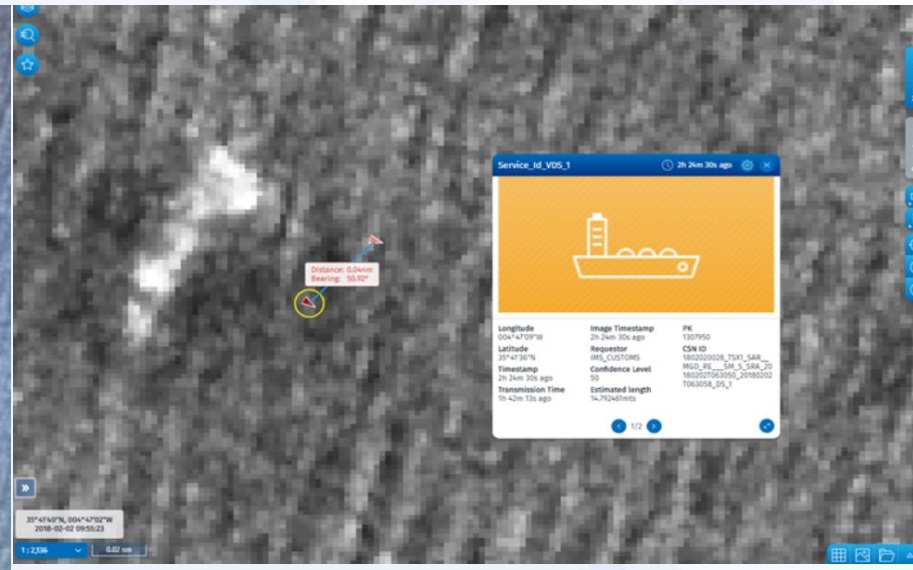 Service_Id_VDS_1
2h 24m 30s ago
Distance: 0.04nm
Bearing: 50.92°
Longitude
004°47'09"W
Latitude
35°41'36"N
Timestamp
2h 24m 30s ago
Transmission Time
1h 42m 13s ago
Image Timestamp
2h 24m 30s ago
Requestor
IMS_CUSTOMS
Confidence Level
50
Estimated length
14.792461mts
PK
1307950
CSN ID
1802020028_TSX1_SAR__
MGD_RE___SM_S_SRA_20
180202T063050_20180202
T063058_DS_1
1/2
35°41'40"N, 004°47'02"W
2018-02-02 09:55:23
1 : 2,136
0.02 nm